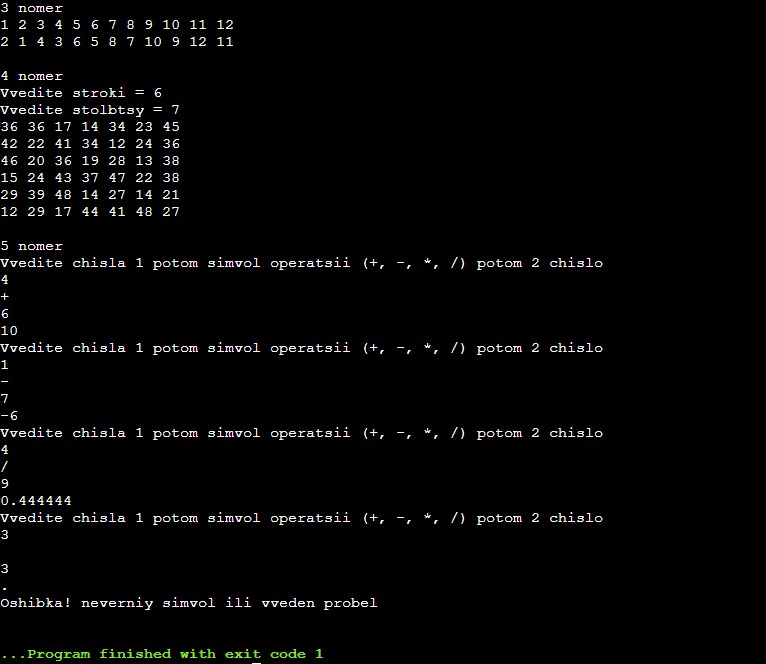 3 nomer
1 2 3 4 5 6 7 8 9 10 11 12
2 1 4 3 6 5 8 7 10 9 12 11
4 nomer
Vvedite stroki = 6
Vvedite stolbtsy = 7
36 36 17 14 34 23 45
42 22 41 34 12 24 36
46 20 36 19 28 13 38
15 24 43 37 47 22 38
29 39 48 14 27 14 21
12 29 17 44 41 48 27
5 nomer
Vvedite chisla 1 potom simvol operatsii (+, -, *, /) potom 2 chislo
4
+
6
10
Vvedite chisla 1 potom simvol operatsii (+, -, *, /) potom 2 chislo
1
-
7
-6
Vvedite chisla 1 potom simvol operatsii (+, -, *, /) potom 2 chislo
4
/
9
0.444444
Vvedite chisla 1 potom simvol operatsii (+, -, *, /) potom 2 chislo
3
3
.
Oshibka! neverniy simvol ili vveden probel
...Program finished with exit code 1